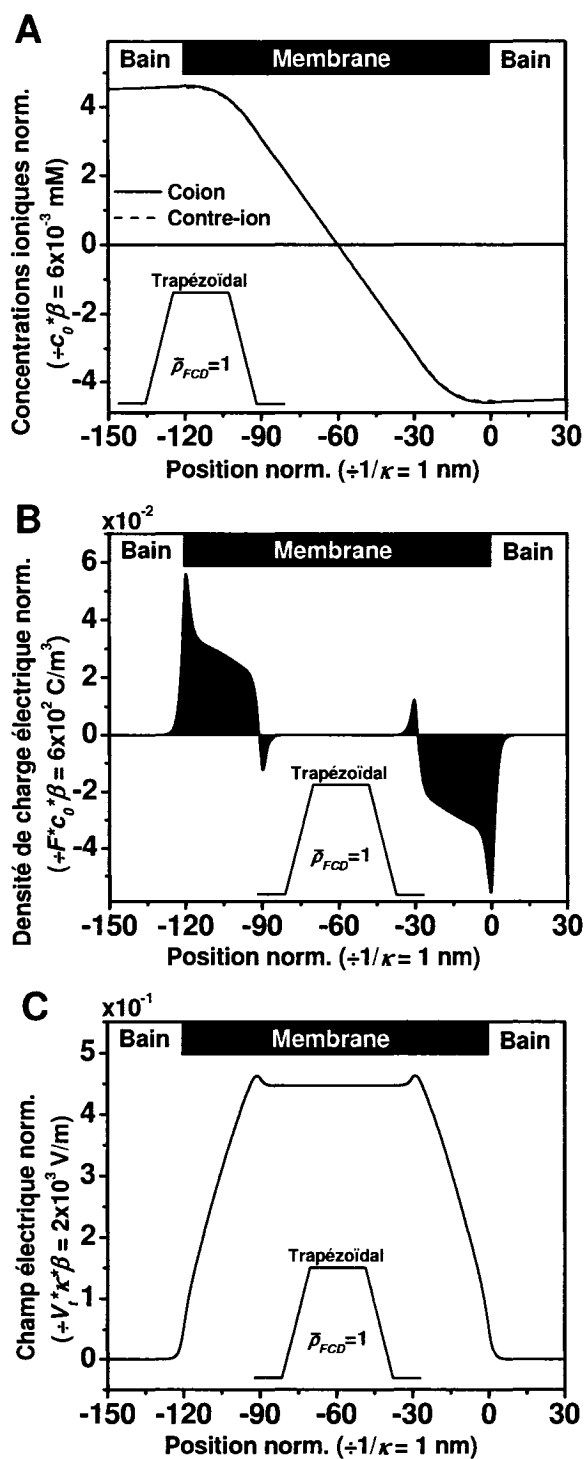 A
Bain Membrane Bain
Concentrations ioniques norm.
(÷c₀*β = 6x10⁻³ mM)
4
2
0
-2
-4
Coion
Contre-ion
Trapézoïdal
ρ̄FCD=1
-150 -120 -90 -60 -30 0 30
Position norm. (÷1/κ = 1 nm)
B
x10⁻²
Bain Membrane Bain
Densité de charge électrique norm.
(÷F*c₀*β = 6x10² C/m³)
6
4
2
0
-2
-4
Trapézoïdal
ρ̄FCD=1
-150 -120 -90 -60 -30 0 30
Position norm. (÷1/κ = 1 nm)
C
x10⁻¹
Bain Membrane Bain
Champ électrique norm.
(÷Vₜ*κ*β = 2x10³ V/m)
5
4
3
2
1
0
Trapézoïdal
ρ̄FCD=1
-150 -120 -90 -60 -30 0 30
Position norm. (÷1/κ = 1 nm)